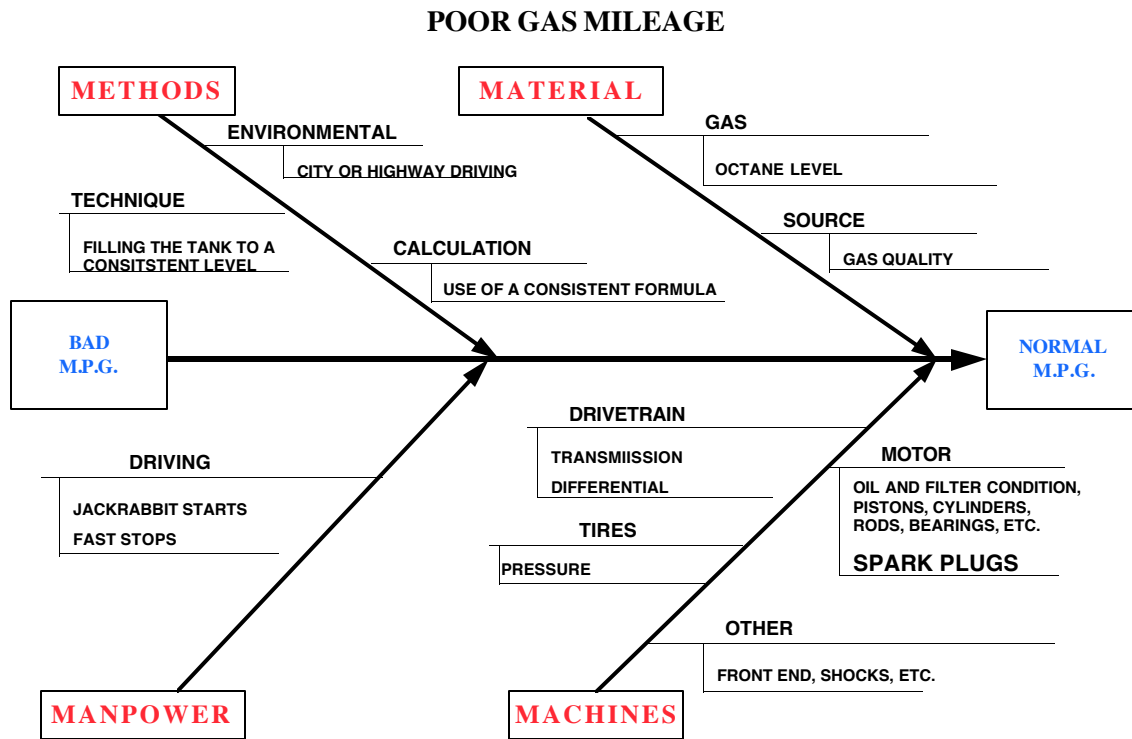 POOR GAS MILEAGE
METHODS
MATERIAL
ENVIRONMENTAL
CITY OR HIGHWAY DRIVING
TECHNIQUE
FILLING THE TANK TO A
CONSITSTENT LEVEL
CALCULATION
USE OF A CONSISTENT FORMULA
GAS
OCTANE LEVEL
SOURCE
GAS QUALITY
BAD
M.P.G.
NORMAL
M.P.G.
DRIVING
JACKRABBIT STARTS
FAST STOPS
DRIVETRAIN
TRANSMIISSION
DIFFERENTIAL
TIRES
PRESSURE
MOTOR
OIL AND FILTER CONDITION,
PISTONS, CYLINDERS,
RODS, BEARINGS, ETC.
SPARK PLUGS
OTHER
FRONT END, SHOCKS, ETC.
MANPOWER
MACHINES